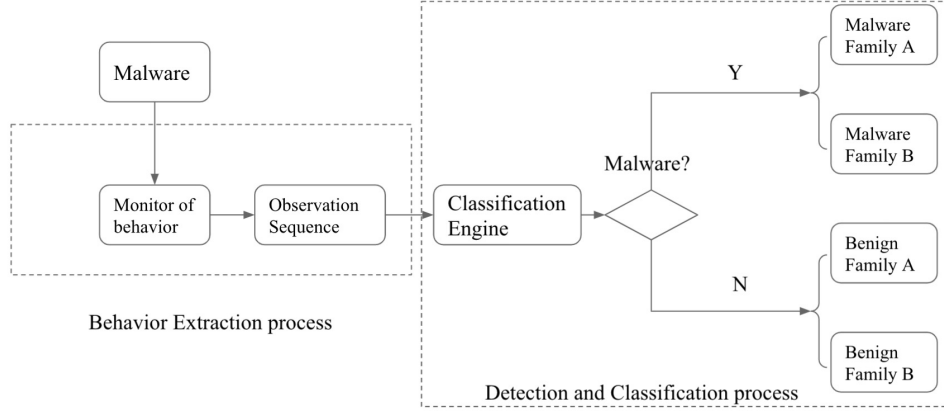 Malware
Monitor of
behavior
Observation
Sequence
Behavior Extraction process
Classification
Engine
Malware?
Y
N
Malware
Family A
Malware
Family B
Benign
Family A
Benign
Family B
Detection and Classification process